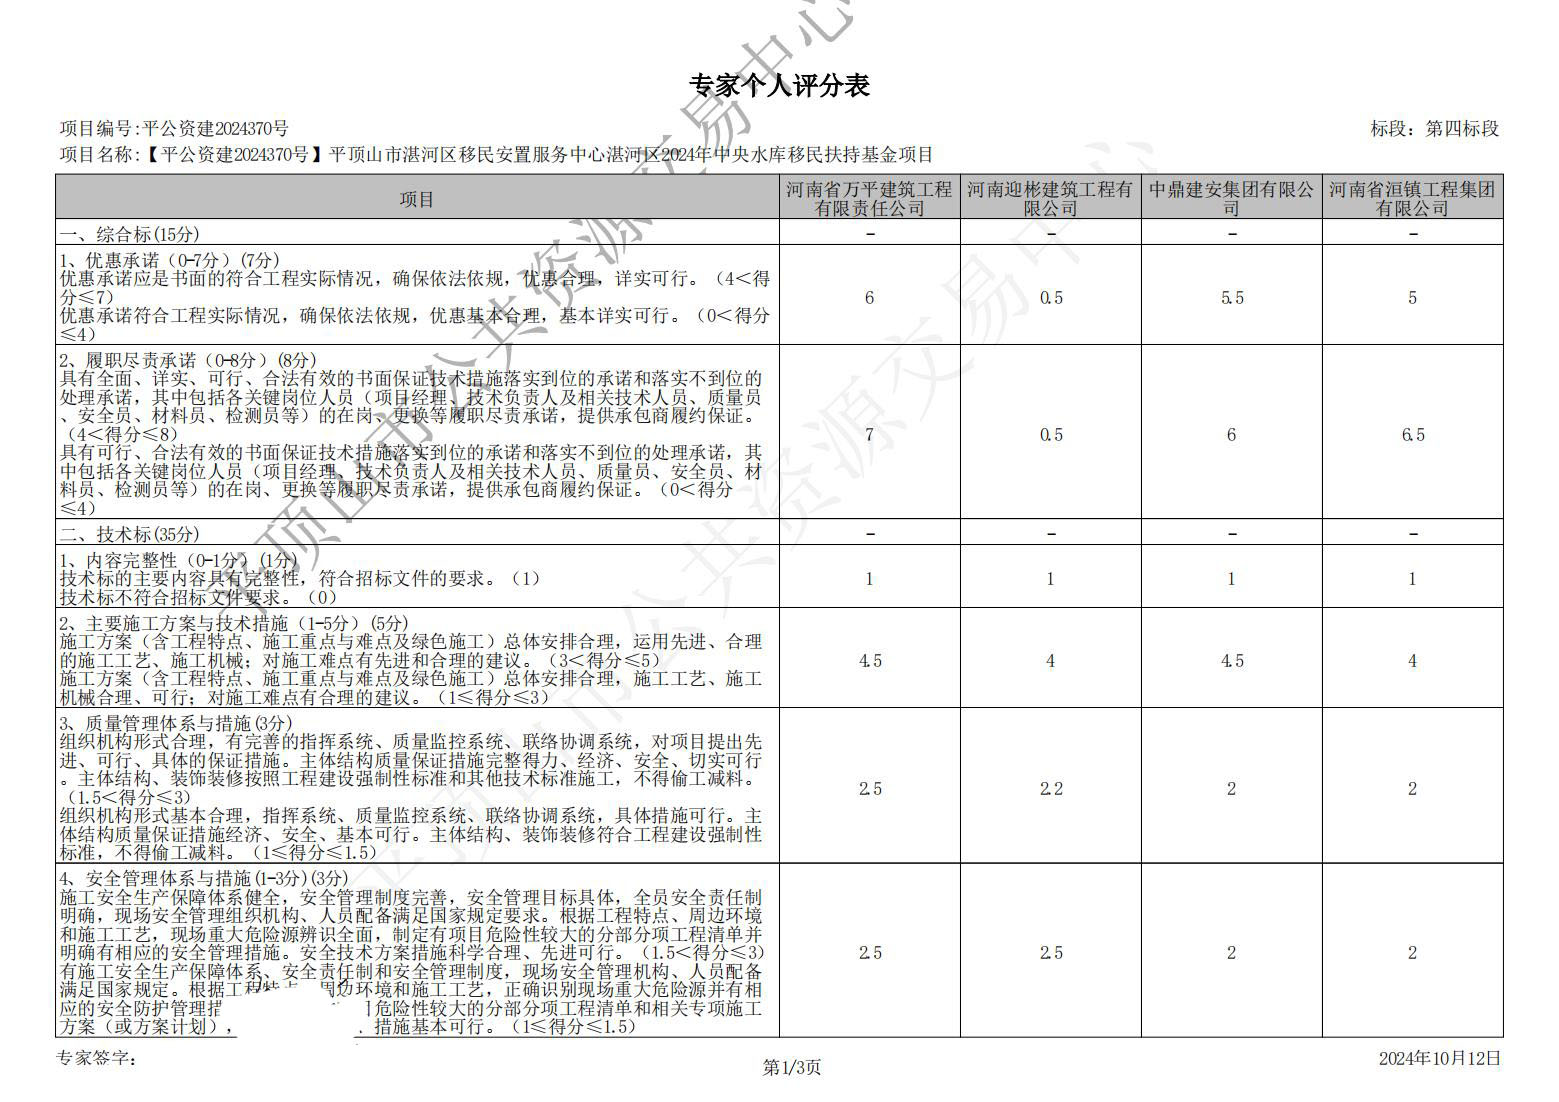 专家个人评分表
项目编号:平公资建2024370号
标段：第四标段
项目名称:【平公资建2024370号】平顶山市湛河区移民安置服务中心湛河区2024年中央水库移民扶持基金项目
项目
河南省万平建筑工程
有限责任公司
河南迎彬建筑工程有
限公司
中鼎建安集团有限公
司
河南省洹镇工程集团
有限公司
一、综合标(15分)
-
-
-
-
1、优惠承诺（0-7分）(7分)
优惠承诺应是书面的符合工程实际情况，确保依法依规，优惠合理，详实可行。（4＜得
分≤7）
优惠承诺符合工程实际情况，确保依法依规，优惠基本合理，基本详实可行。（0＜得分
≤4）
6
0.5
5.5
5
2、履职尽责承诺（0-8分）(8分)
具有全面、详实、可行、合法有效的书面保证技术措施落实到位的承诺和落实不到位的
处理承诺，其中包括各关键岗位人员（项目经理、技术负责人及相关技术人员、质量员
、安全员、材料员、检测员等）的在岗、更换等履职尽责承诺，提供承包商履约保证。
（4＜得分≤8）
具有可行、合法有效的书面保证技术措施落实到位的承诺和落实不到位的处理承诺，其
中包括各关键岗位人员（项目经理、技术负责人及相关技术人员、质量员、安全员、材
料员、检测员等）的在岗、更换等履职尽责承诺，提供承包商履约保证。（0＜得分
≤4）
7
0.5
6
6.5
二、技术标(35分)
-
-
-
-
1、内容完整性（0-1分）(1分)
技术标的主要内容具有完整性，符合招标文件的要求。（1）
技术标不符合招标文件要求。（0）
1
1
1
1
2、主要施工方案与技术措施（1-5分）(5分)
施工方案（含工程特点、施工重点与难点及绿色施工）总体安排合理，运用先进、合理
的施工工艺、施工机械；对施工难点有先进和合理的建议。（3＜得分≤5）
施工方案（含工程特点、施工重点与难点及绿色施工）总体安排合理，施工工艺、施工
机械合理、可行；对施工难点有合理的建议。（1≤得分≤3）
4.5
4
4.5
4
3、质量管理体系与措施(3分)
组织机构形式合理，有完善的指挥系统、质量监控系统、联络协调系统，对项目提出先
进、可行、具体的保证措施。主体结构质量保证措施完整得力、经济、安全、切实可行
。主体结构、装饰装修按照工程建设强制性标准和其他技术标准施工，不得偷工减料。
（1.5＜得分≤3）
组织机构形式基本合理，指挥系统、质量监控系统、联络协调系统，具体措施可行。主
体结构质量保证措施经济、安全、基本可行。主体结构、装饰装修符合工程建设强制性
标准，不得偷工减料。（1≤得分≤1.5）
2.5
2.2
2
2
4、安全管理体系与措施(1-3分)(3分)
施工安全生产保障体系健全，安全管理制度完善，安全管理目标具体，全员安全责任制
明确，现场安全管理组织机构、人员配备满足国家规定要求。根据工程特点、周边环境
和施工工艺，现场重大危险源辨识全面，制定有项目危险性较大的分部分项工程清单并
明确有相应的安全管理措施。安全技术方案措施科学合理、先进可行。（1.5＜得分≤3）
有施工安全生产保障体系、安全责任制和安全管理制度，现场安全管理机构、人员配备
满足国家规定。根据工程特点、周边环境和施工工艺，正确识别现场重大危险源并有相
应的安全防护管理措 危险性较大的分部分项工程清单和相关专项施工
方案（或方案计划）， 措施基本可行。（1≤得分≤1.5）
2.5
2.5
2
2
专家签字：
第1/3页
2024年10月12日
平顶山市公共资源交易中心
平顶山市公共资源交易中心